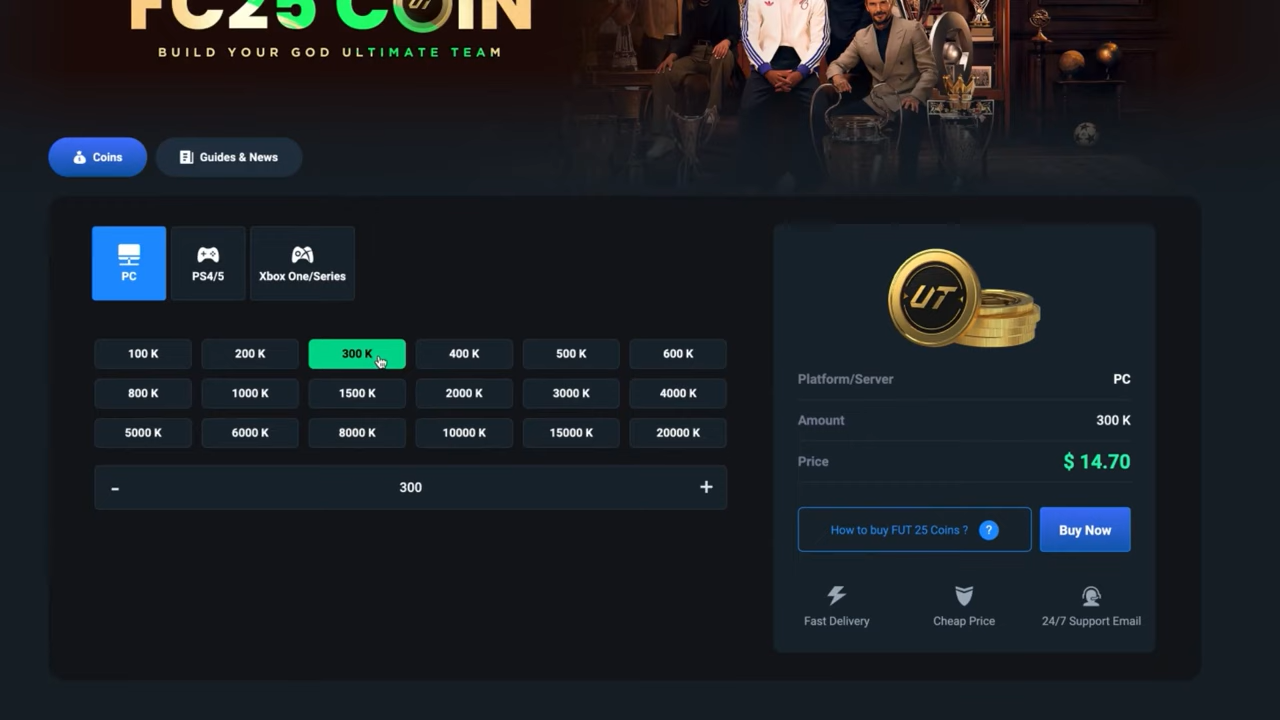 FC25 COIN
BUILD YOUR GOD ULTIMATE TEAM
Coins
Guides & News
PC
PS4/5
Xbox One/Series
100 K
200 K
300 K
400 K
500 K
600 K
800 K
1000 K
1500 K
2000 K
3000 K
4000 K
5000 K
6000 K
8000 K
10000 K
15000 K
20000 K
- 300 +
UT
Platform/Server PC
Amount 300 K
Price $ 14.70
How to buy FUT 25 Coins ? ?
Buy Now
Fast Delivery
Cheap Price
24/7 Support Email